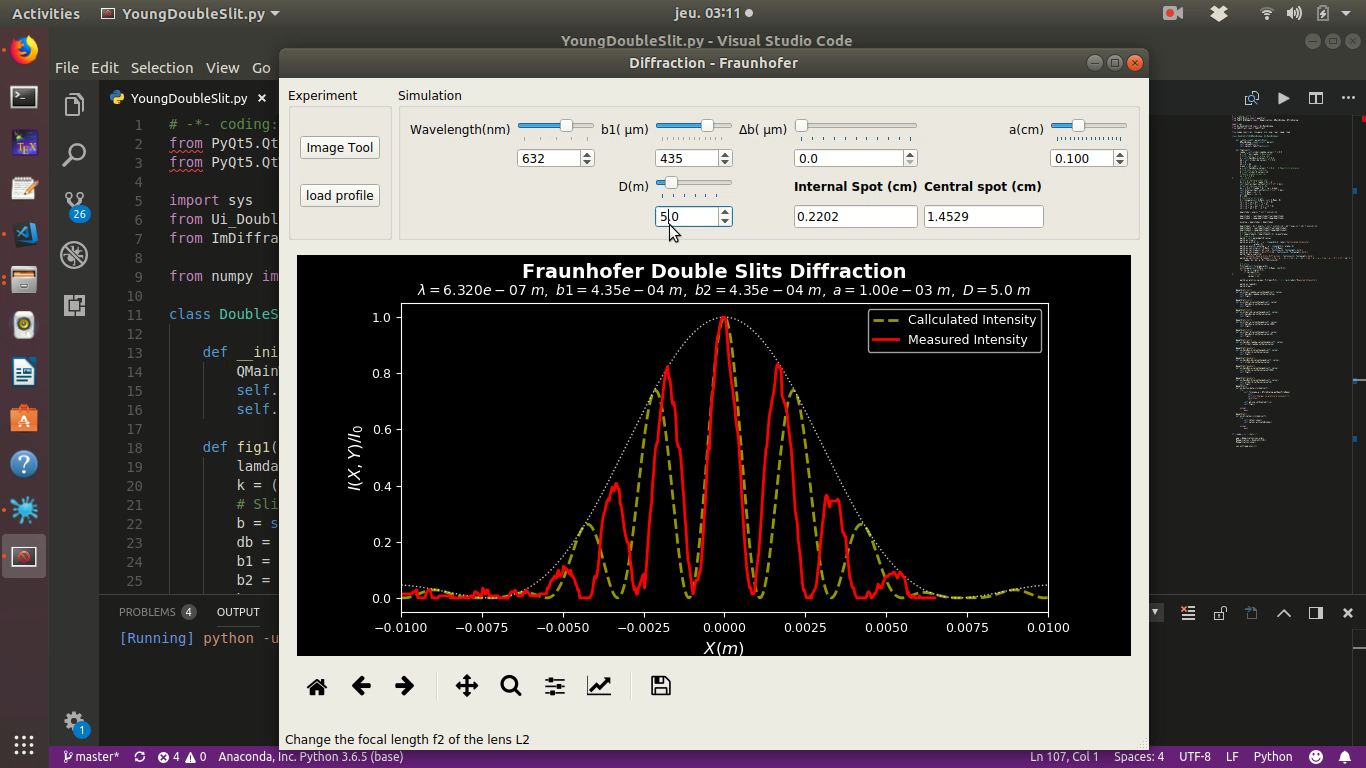 Activities YoungDoubleSlit.py jeu. 03:11
YoungDoubleSlit.py - Visual Studio Code
File Edit Selection View Go
Diffraction - Fraunhofer
YoungDoubleSlit.py
Experiment Simulation
Image Tool
load profile
Wavelength(nm) b1( μm) Δb( μm) a(cm)
632 435 0.0 0.100
D(m) Internal Spot (cm) Central spot (cm)
5.0 0.2202 1.4529
1 # -*- coding:
2 from PyQt5.Qt
3 from PyQt5.Qt
4
5 import sys
6 from Ui_Doubl
7 from ImDiffra
8
9 from numpy im
10
11 class DoubleS
12
13 def __ini
14 QMain
15 self.
16 self.
17
18 def fig1(
19 lamda
20 k = (
21 # Sli
22 b = s
23 db =
24 b1 =
25 b2 =
26
1
Fraunhofer Double Slits Diffraction
λ = 6.320e − 07 m, b1 = 4.35e − 04 m, b2 = 4.35e − 04 m, a = 1.00e − 03 m, D = 5.0 m
Callculated Intensity
Measured Intensity
I(X, Y)/I0
1.0
0.8
0.6
0.4
0.2
0.0
−0.0100 −0.0075 −0.0050 −0.0025 0.0000 0.0025 0.0050 0.0075 0.0100
X(m)
PROBLEMS 4 OUTPUT
[Running] python -u
Change the focal length f2 of the lens L2
master* 4 0 Anaconda, Inc. Python 3.6.5 (base) Ln 107, Col 1 Spaces: 4 UTF-8 LF Python